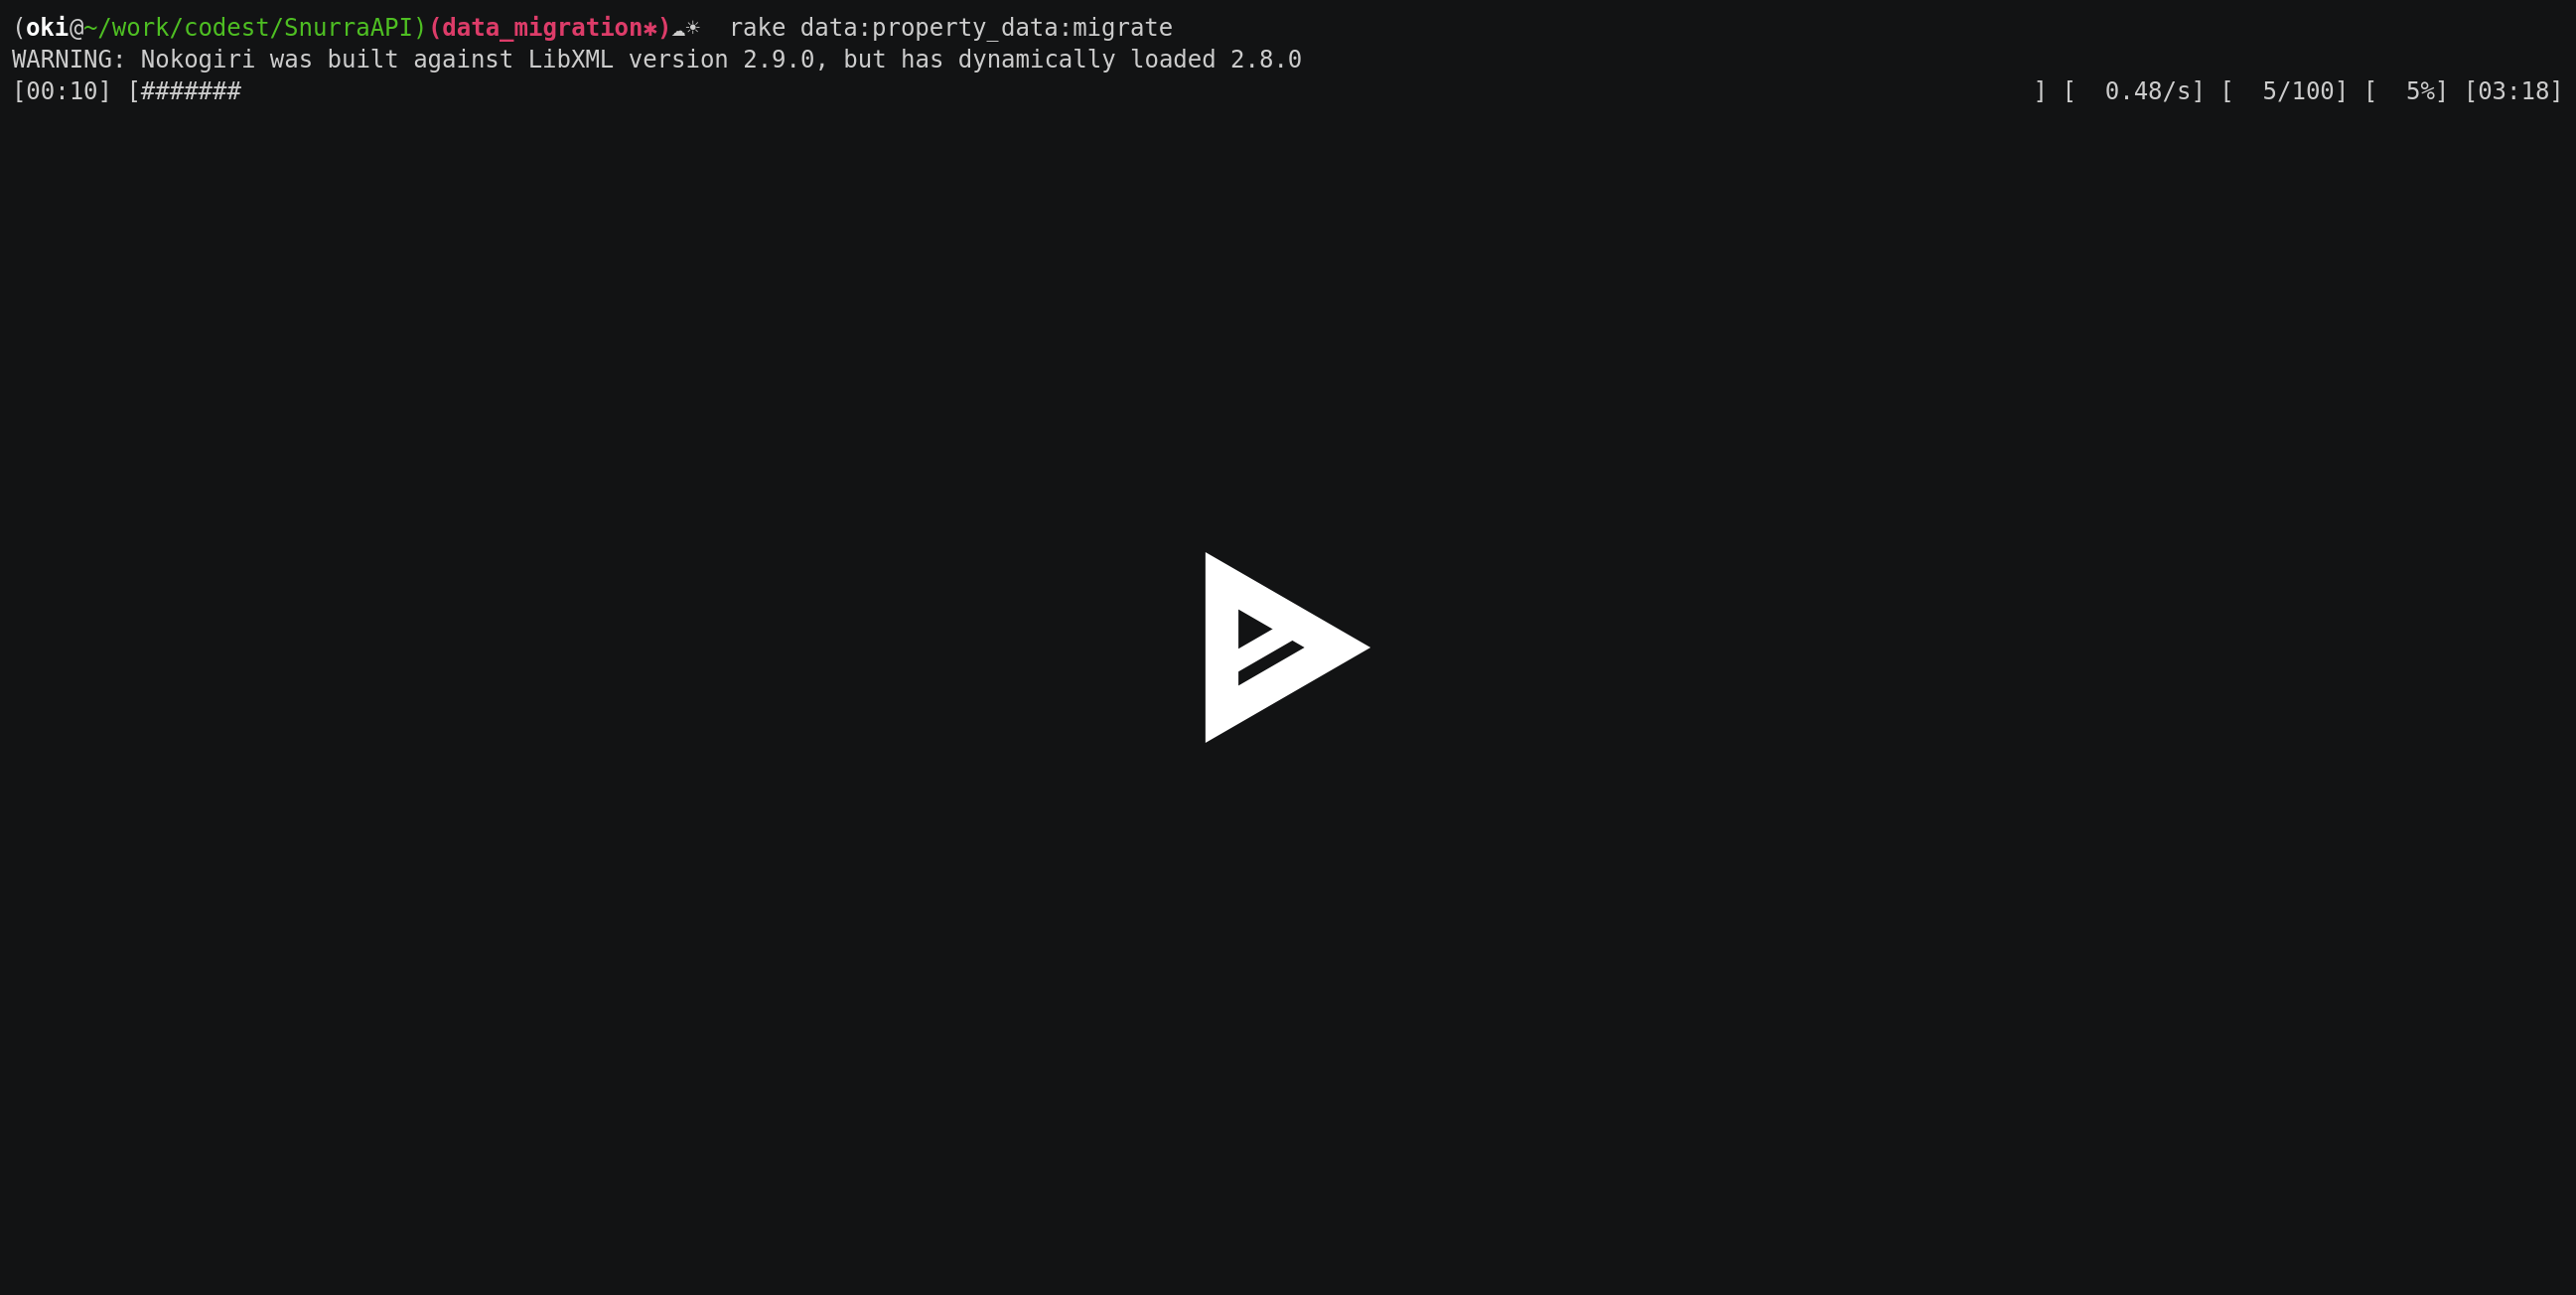 (oki@~/work/codest/SnurraAPI)(data_migration✱)☁☀  rake data:property_data:migrate
WARNING: Nokogiri was built against LibXML version 2.9.0, but has dynamically loaded 2.8.0
[00:10] [####### ] [  0.48/s] [  5/100] [  5%] [03:18]